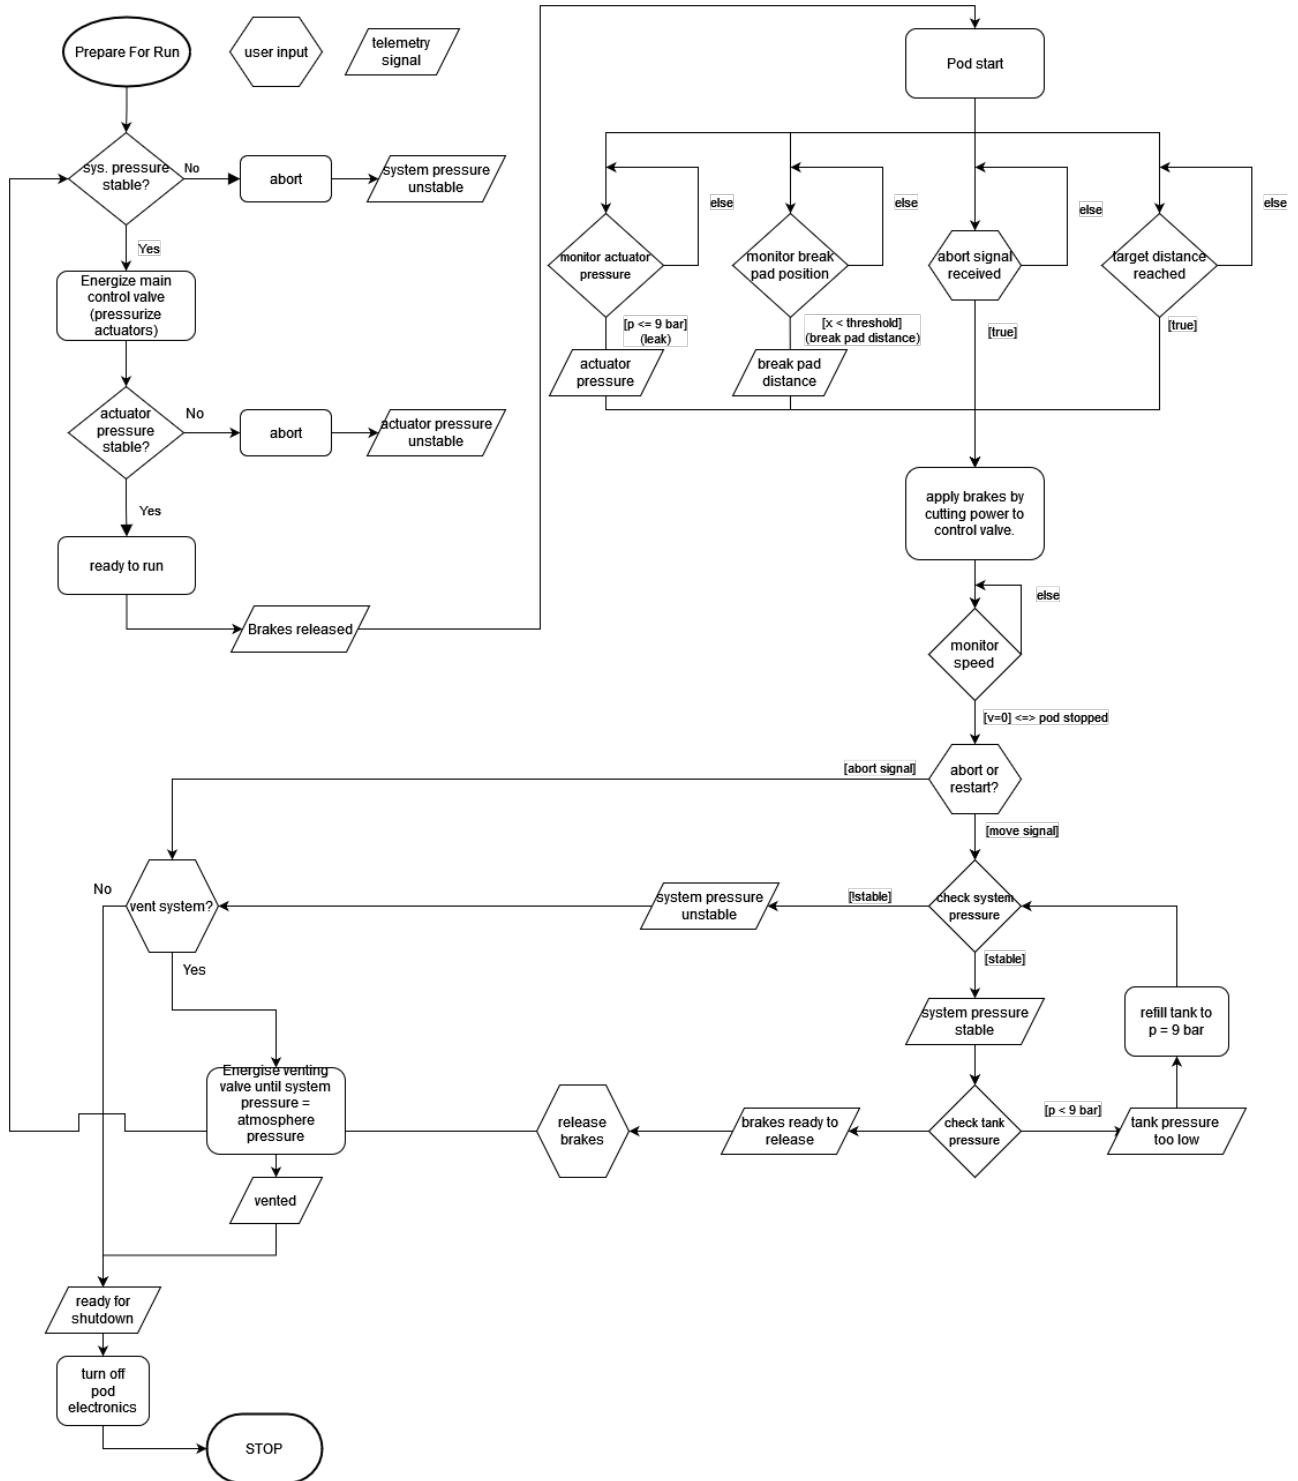 Prepare For Run
user input
telemetry
signal
Pod start
sys. pressure
stable?
No
abort
system pressure
unstable
Yes
Energize main
control valve
(pressurize
actuators)
actuator
pressure
stable?
No
abort
actuator pressure
unstable
Yes
ready to run
Brakes released
else
else
else
else
monitor actuator
pressure
monitor break
pad position
abort signal
received
target distance
reached
[p <= 9 bar]
(leak)
[x < threshold]
(break pad distance)
[true]
[true]
actuator
pressure
break pad
distance
apply brakes by
cutting power to
control valve.
else
monitor
speed
[v=0] <=> pod stopped
abort or
restart?
[abort signal]
[move signal]
No
vent system?
Yes
system pressure
unstable
[!stable]
check system
pressure
[stable]
system pressure
stable
refill tank to
p = 9 bar
Energise venting
valve until system
pressure =
atmosphere
pressure
release
brakes
brakes ready to
release
check tank
pressure
[p < 9 bar]
tank pressure
too low
vented
ready for
shutdown
turn off
pod
electronics
STOP